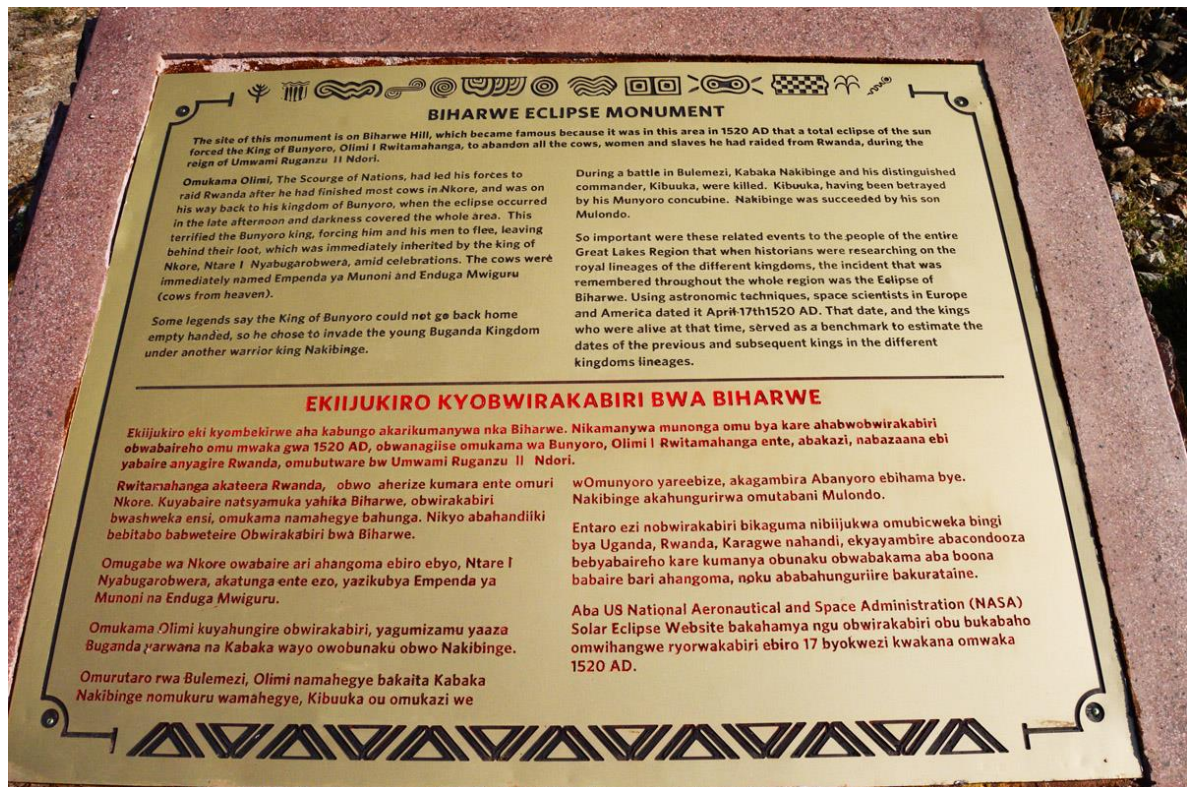 BIHARWE ECLIPSE MONUMENT
The site of this monument is on Biharwe Hill, which became famous because it was in this area in 1520 AD that a total eclipse of the sun
forced the King of Bunyoro, Olimi I Rwitamahanga, to abandon all the cows, women and slaves he had raided from Rwanda, during the
reign of Umwami Ruganzu II Ndori.
Omukama Olimi, The Scourge of Nations, had led his forces to
raid Rwanda after he had finished most cows in Nkore, and was on
his way back to his kingdom of Bunyoro, when the eclipse occurred
in the late afternoon and darkness covered the whole area. This
terrified the Bunyoro king, forcing him and his men to flee, leaving
behind their loot, which was immediately inherited by the king of
Nkore, Ntare I Nyabugarobwera, amid celebrations. The cows were
immediately named Empenda ya Munoni and Enduga Mwiguru
(cows from heaven).
Some legends say the King of Bunyoro could not go back home
empty handed, so he chose to invade the young Buganda Kingdom
under another warrior king Nakibinge.
During a battle in Bulemezi, Kabaka Nakibinge and his distinguished
commander, Kibuuka, were killed. Kibuuka, having been betrayed
by his Munyoro concubine. Nakibinge was succeeded by his son
Mulondo.
So important were these related events to the people of the entire
Great Lakes Region that when historians were researching on the
royal lineages of the different kingdoms, the incident that was
remembered throughout the whole region was the Eclipse of
Biharwe. Using astronomic techniques, space scientists in Europe
and America dated it April 17th1520 AD. That date, and the kings
who were alive at that time, served as a benchmark to estimate the
dates of the previous and subsequent kings in the different
kingdoms lineages.
EKIIJUKIRO KYOBWIRAKABIRI BWA BIHARWE
Ekiijukiro eki kyombekirwe aha kabungo akarikumanywa nka Biharwe. Nikamanywa munonga omu bya kare ahabwobwirakabiri
obwabaireho omu mwaka gwa 1520 AD, obwanagiise omukama wa Bunyoro, Olimi I Rwitamahanga ente, abakazi, nabazaana ebi
yabaire anyagire Rwanda, omubutware bw Umwami Ruganzu II Ndori.
Rwitamahanga akateera Rwanda, obwo aherize kumara ente omuri
Nkore. Kuyabaire natsyamuka yahika Biharwe, obwirakabiri
bwashweka ensi, omukama namahegye bahunga. Nikyo abahandiiki
bebitabo babweteire Obwirakabiri bwa Biharwe.
Omugabe wa Nkore owabaire ari ahangoma ebiro ebyo, Ntare I
Nyabugarobwera, akatunga ente ezo, yazikubya Empenda ya
Munoni na Enduga Mwiguru.
Omukama Olimi kuyahungire obwirakabiri, yagumizamu yaaza
Buganda yarwana na Kabaka wayo owobunaku obwo Nakibinge.
Omurutaro rwa Bulemezi, Olimi namahegye bakaita Kabaka
Nakibinge nomukuru wamahegye, Kibuuka ou omukazi we
wOmunyoro yareebize, akagambira Abanyoro ebihama bye.
Nakibinge akahungurirwa omutabani Mulondo.
Entaro ezi nobwirakabiri bikaguma nibiijukwa omubicweka bingi
bya Uganda, Rwanda, Karagwe nahandi, ekyayambire abacondooza
bebyabaireho kare kumanya obunaku obwabakama aba boona
babaire bari ahangoma, noku ababahunguriire bakurataine.
Aba US National Aeronautical and Space Administration (NASA)
Solar Eclipse Website bakahamya ngu obwirakabiri obu bukabaho
omwihangwe ryorwakabiri ebiro 17 byokwezi kwakana omwaka
1520 AD.